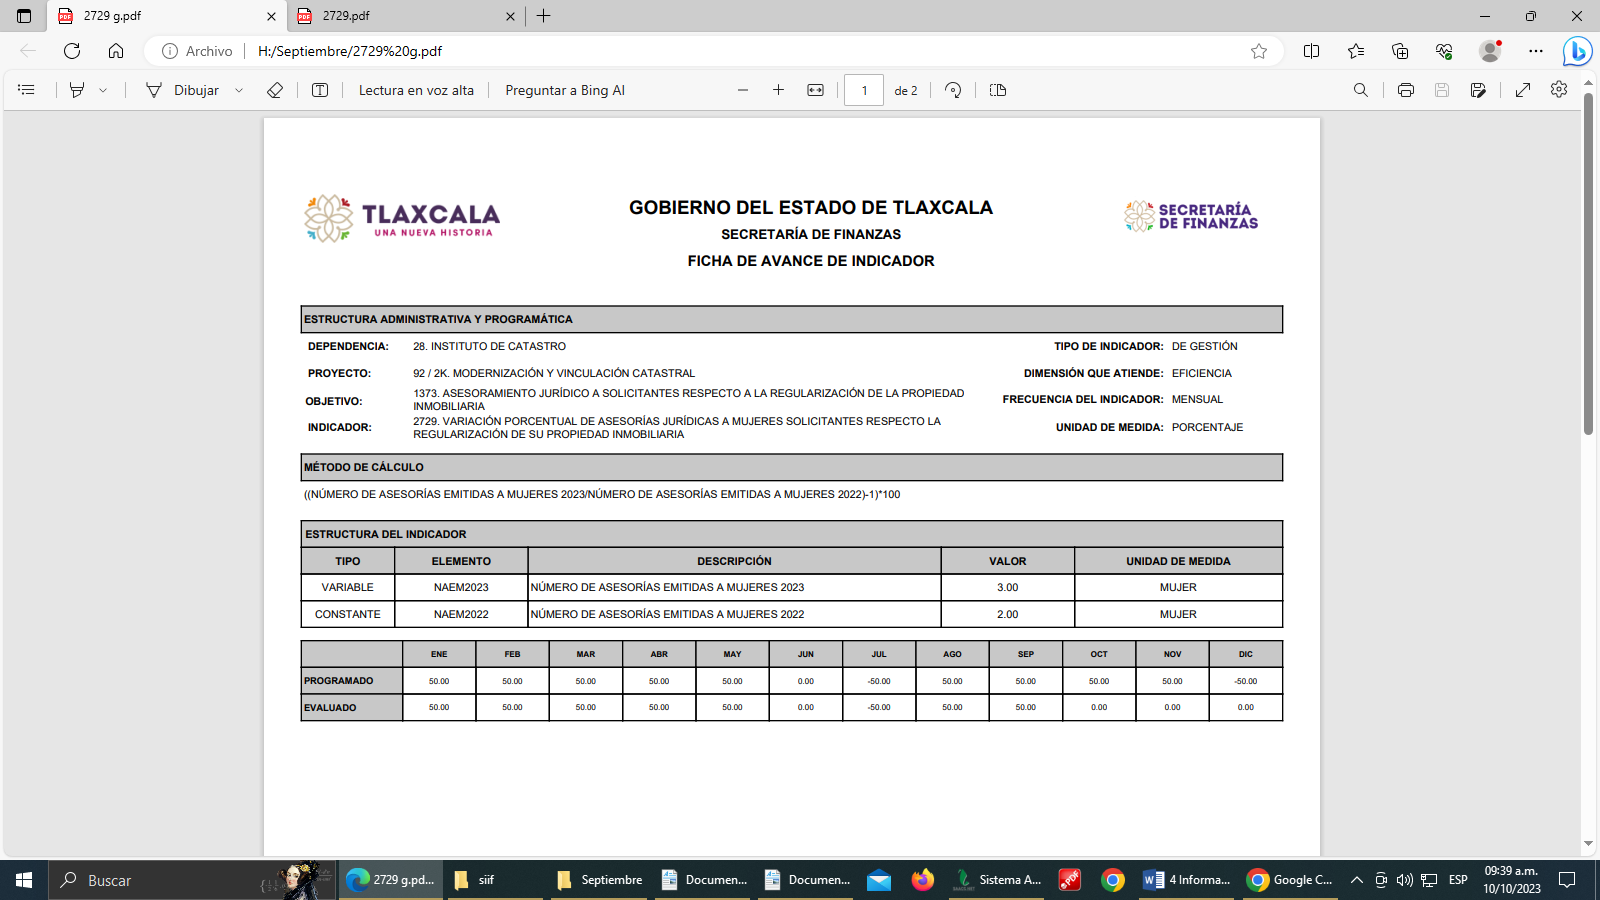 2729 g.pdf
2729.pdf
Archivo
H:/Septiembre/2729%20g.pdf
Dibujar
Lectura en voz alta
Preguntar a Bing AI
1
de 2
TLAXCALA
UNA NUEVA HISTORIA
GOBIERNO DEL ESTADO DE TLAXCALA
SECRETARÍA DE FINANZAS
FICHA DE AVANCE DE INDICADOR
SECRETARÍA
DE FINANZAS
ESTRUCTURA ADMINISTRATIVA Y PROGRAMÁTICA
DEPENDENCIA: 28. INSTITUTO DE CATASTRO TIPO DE INDICADOR: DE GESTIÓN
PROYECTO: 92 / 2K. MODERNIZACIÓN Y VINCULACIÓN CATASTRAL DIMENSIÓN QUE ATIENDE: EFICIENCIA
OBJETIVO: 1373. ASESORAMIENTO JURÍDICO A SOLICITANTES RESPECTO A LA REGULARIZACIÓN DE LA PROPIEDAD
INMOBILIARIA
FRECUENCIA DEL INDICADOR: MENSUAL
INDICADOR: 2729. VARIACIÓN PORCENTUAL DE ASESORÍAS JURÍDICAS A MUJERES SOLICITANTES RESPECTO LA
REGULARIZACIÓN DE SU PROPIEDAD INMOBILIARIA
UNIDAD DE MEDIDA: PORCENTAJE
MÉTODO DE CÁLCULO
((NÚMERO DE ASESORÍAS EMITIDAS A MUJERES 2023/NÚMERO DE ASESORÍAS EMITIDAS A MUJERES 2022)-1)*100
ESTRUCTURA DEL INDICADOR
TIPO ELEMENTO DESCRIPCIÓN VALOR UNIDAD DE MEDIDA
VARIABLE NAEM2023 NÚMERO DE ASESORÍAS EMITIDAS A MUJERES 2023 3.00 MUJER
CONSTANTE NAEM2022 NÚMERO DE ASESORÍAS EMITIDAS A MUJERES 2022 2.00 MUJER
ENE FEB MAR ABR MAY JUN JUL AGO SEP OCT NOV DIC
PROGRAMADO 50.00 50.00 50.00 50.00 50.00 0.00 -50.00 50.00 50.00 50.00 50.00 -50.00
EVALUADO 50.00 50.00 50.00 50.00 50.00 0.00 -50.00 50.00 50.00 0.00 0.00 0.00
Buscar
2729 g.pd...
siif
Septiembre
Documen...
Documen...
Sistema A...
4 Informa...
Google C...
ESP
09:39 a.m.
10/10/2023